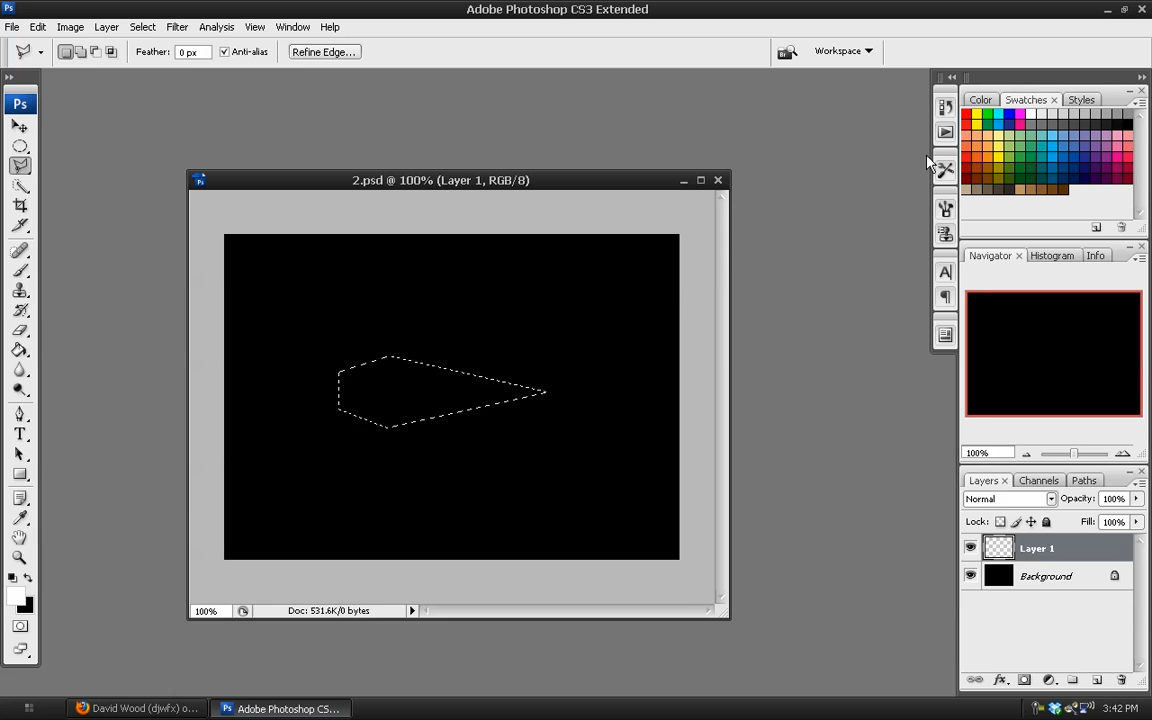 Ps Adobe Photoshop CS3 Extended
File Edit Image Layer Select Filter Analysis View Window Help
Feather: 0 px Anti-alias Refine Edge... Workspace
Ps
Color Swatches Styles
2.psd @ 100% (Layer 1, RGB/8)
Navigator Histogram Info
100%
Layers Channels Paths
Normal Opacity: 100%
Lock: Fill: 100%
Layer 1
Background
100% Doc: 531.6K/0 bytes
David Wood (djwfx) o... Ps Adobe Photoshop CS... 3:42 PM